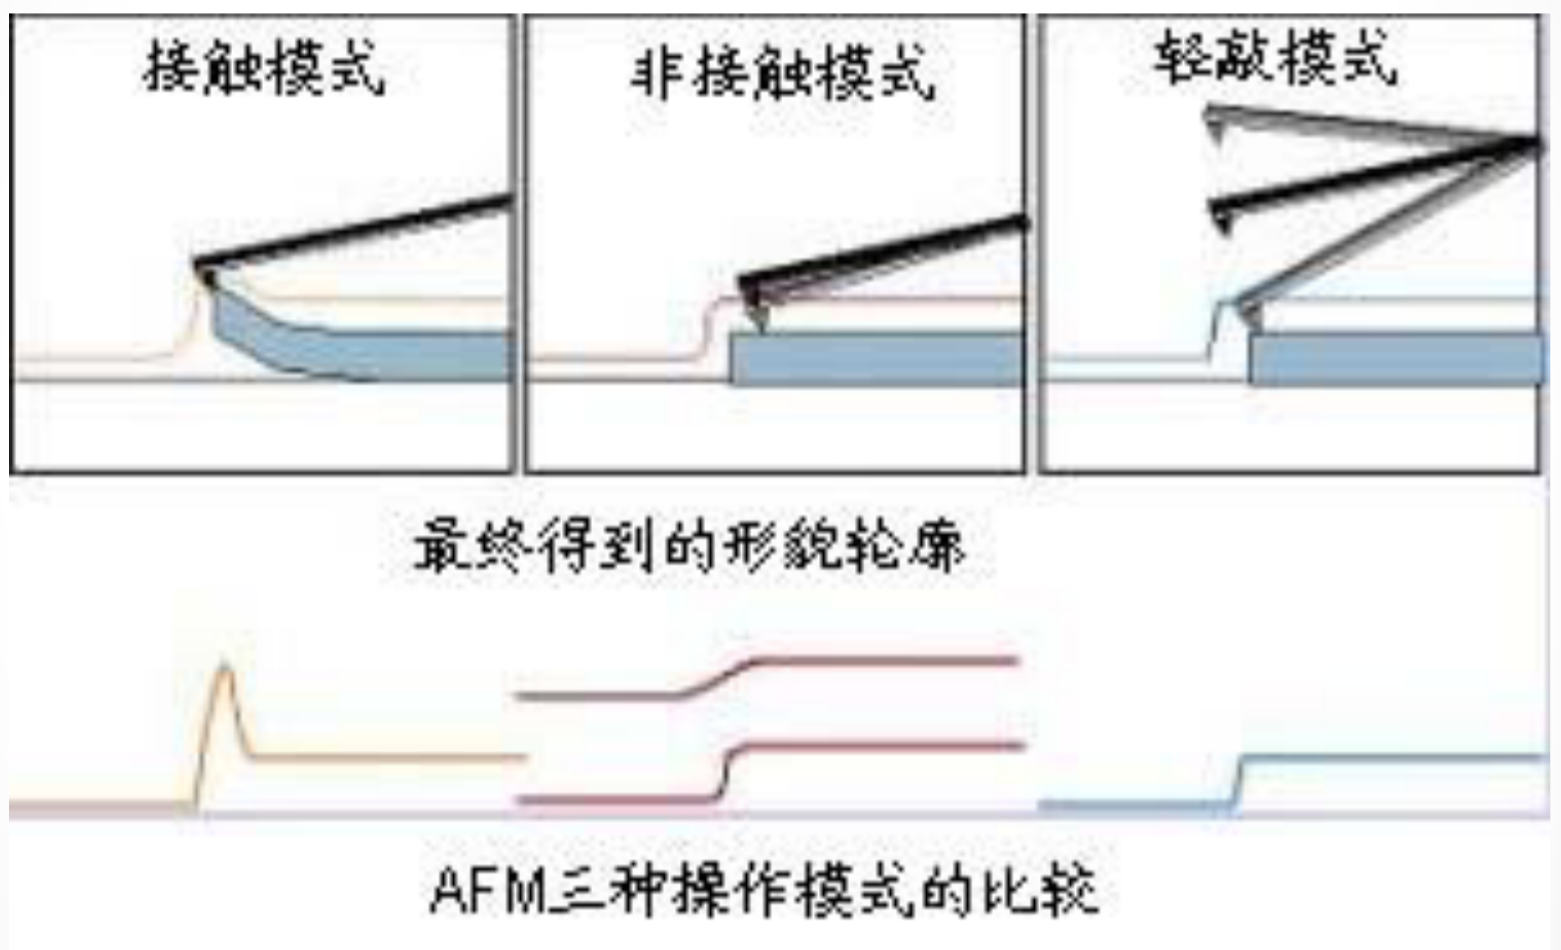 接触模式
非接触模式
轻敲模式
最终得到的形貌轮廓
AFM三种操作模式的比较